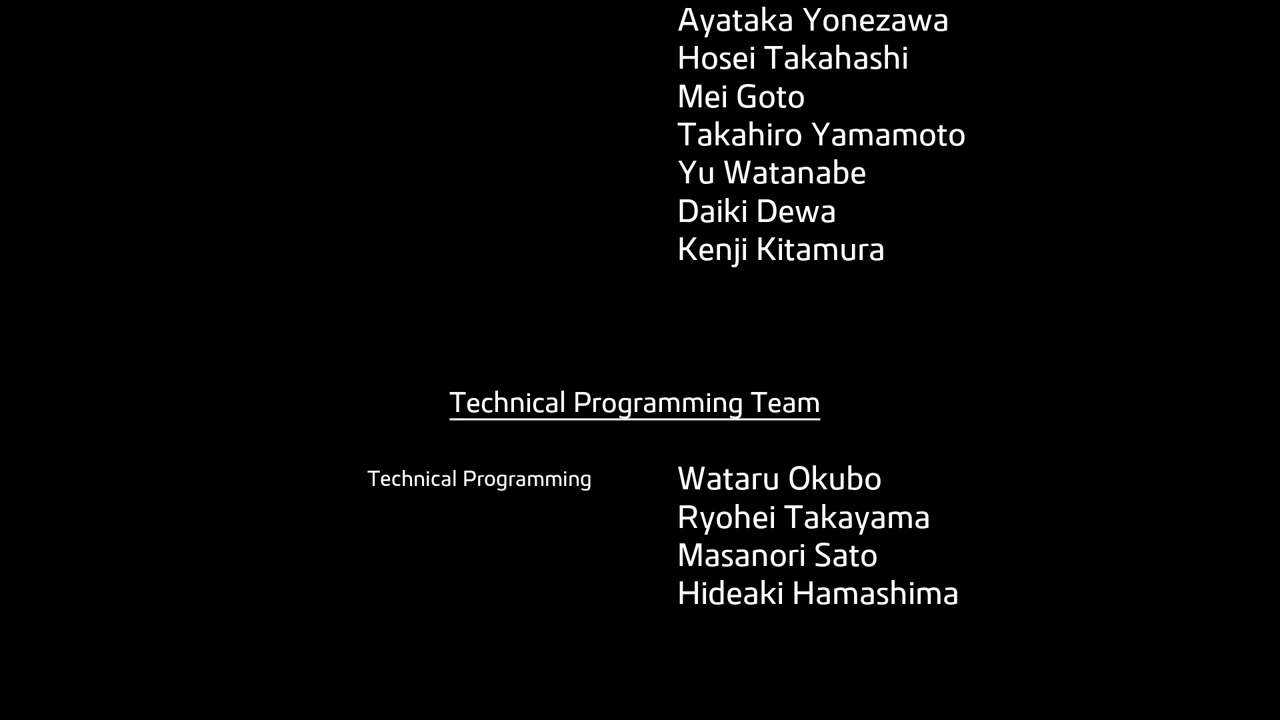 Ayataka Yonezawa
Hosei Takahashi
Mei Goto
Takahiro Yamamoto
Yu Watanabe
Daiki Dewa
Kenji Kitamura
Technical Programming Team
Technical Programming
Wataru Okubo
Ryohei Takayama
Masanori Sato
Hideaki Hamashima